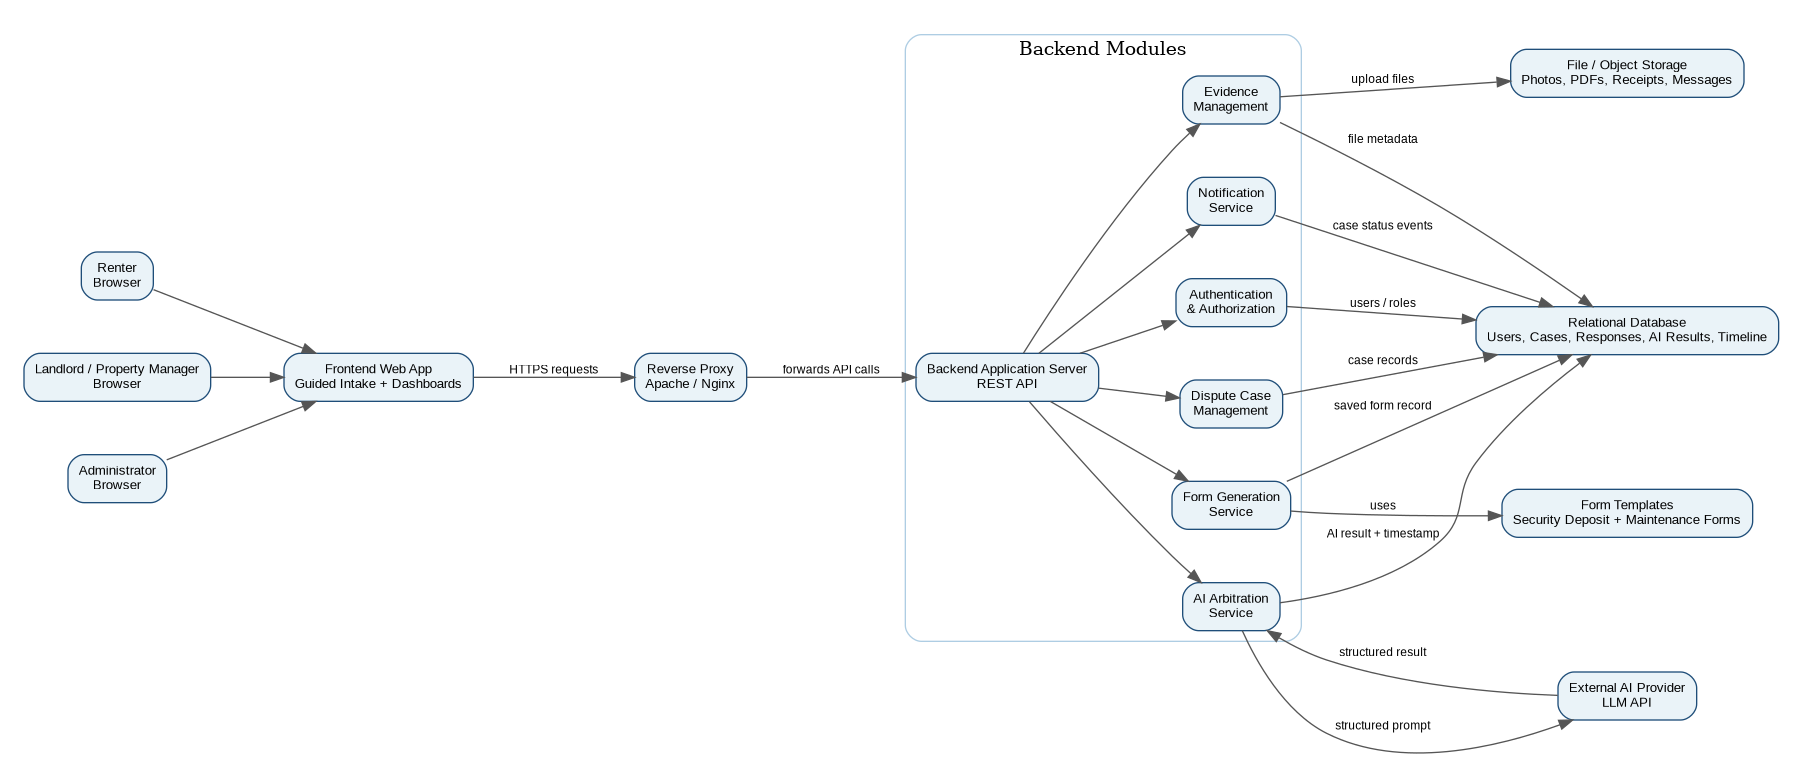 Backend Modules
Renter
Browser
Landlord / Property Manager
Browser
Administrator
Browser
Frontend Web App
Guided Intake + Dashboards
HTTPS requests
Reverse Proxy
Apache / Nginx
forwards API calls
Backend Application Server
REST API
Evidence
Management
Notification
Service
Authentication
& Authorization
Dispute Case
Management
Form Generation
Service
AI Arbitration
Service
upload files
file metadata
case status events
users / roles
case records
saved form record
uses
AI result + timestamp
structured result
structured prompt
File / Object Storage
Photos, PDFs, Receipts, Messages
Relational Database
Users, Cases, Responses, AI Results, Timeline
Form Templates
Security Deposit + Maintenance Forms
External AI Provider
LLM API